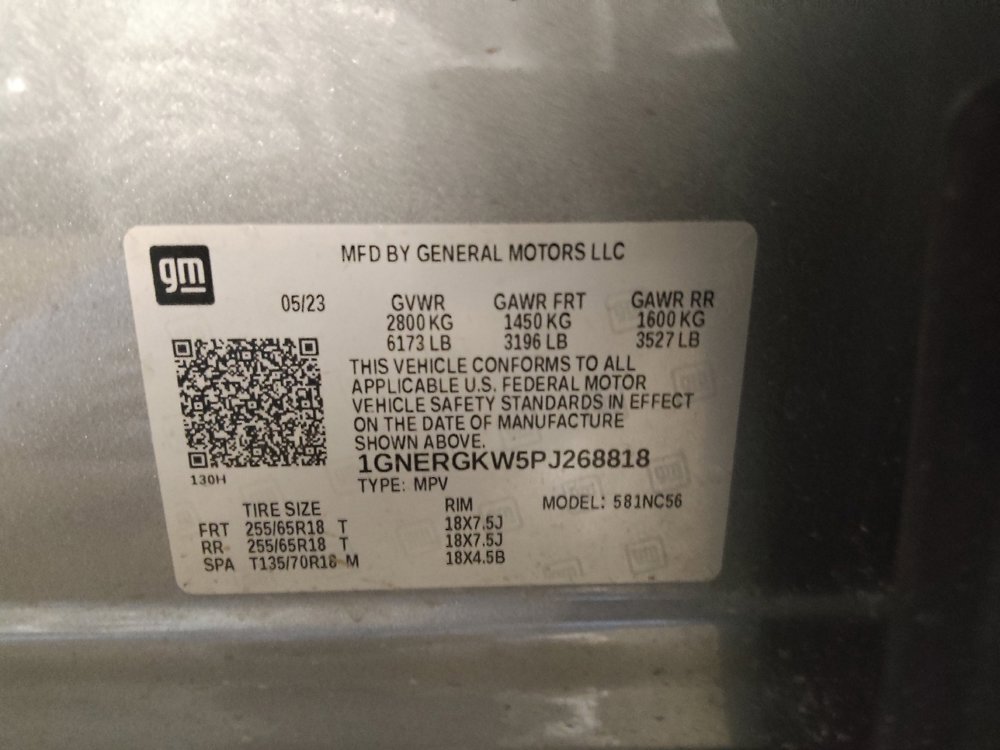 gm
MFD BY GENERAL MOTORS LLC
05/23 GVWR GAWR FRT GAWR RR
2800 KG 1450 KG 1600 KG
6173 LB 3196 LB 3527 LB
THIS VEHICLE CONFORMS TO ALL
APPLICABLE U.S. FEDERAL MOTOR
VEHICLE SAFETY STANDARDS IN EFFECT
ON THE DATE OF MANUFACTURE
SHOWN ABOVE.
1GNERGKW5PJ268818
130H
TYPE: MPV
TIRE SIZE RIM MODEL: 581NC56
FRT 255/65R18 T 18X7.5J
RR 255/65R18 T 18X7.5J
SPA T135/70R18 M 18X4.5B